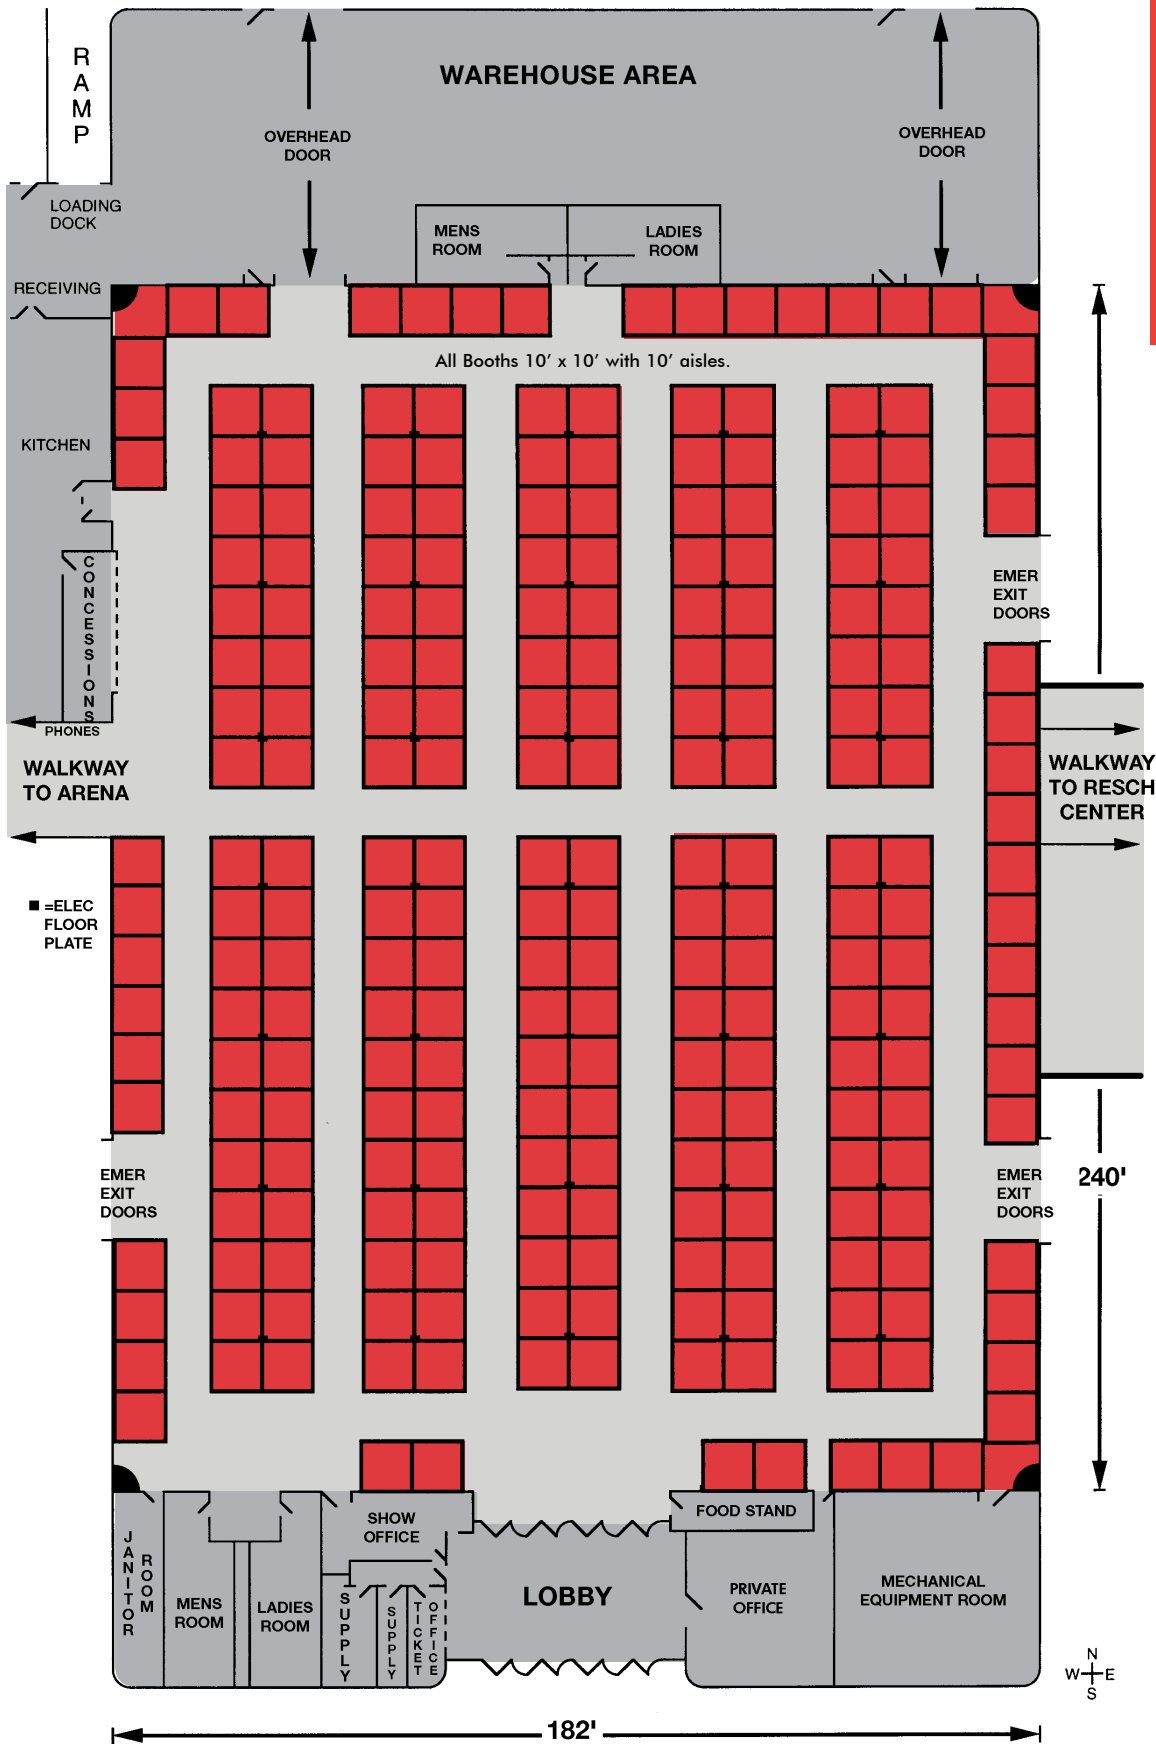 RAMP
WAREHOUSE AREA
OVERHEAD
DOOR
OVERHEAD
DOOR
LOADING
DOCK
MENS
ROOM
LADIES
ROOM
RECEIVING
All Booths 10' x 10' with 10' aisles.
KITCHEN
CONCESSIONS
EMER
EXIT
DOORS
PHONES
WALKWAY
TO ARENA
WALKWAY
TO RESCH
CENTER
=ELEC
FLOOR
PLATE
EMER
EXIT
DOORS
EMER
EXIT
DOORS
240'
JANITOR
ROOM
MENS
ROOM
LADIES
ROOM
SHOW
OFFICE
SUPPLY
SUPPLY
TICKET
OFFICE
LOBBY
FOOD STAND
PRIVATE
OFFICE
MECHANICAL
EQUIPMENT ROOM
N
W E
S
182'